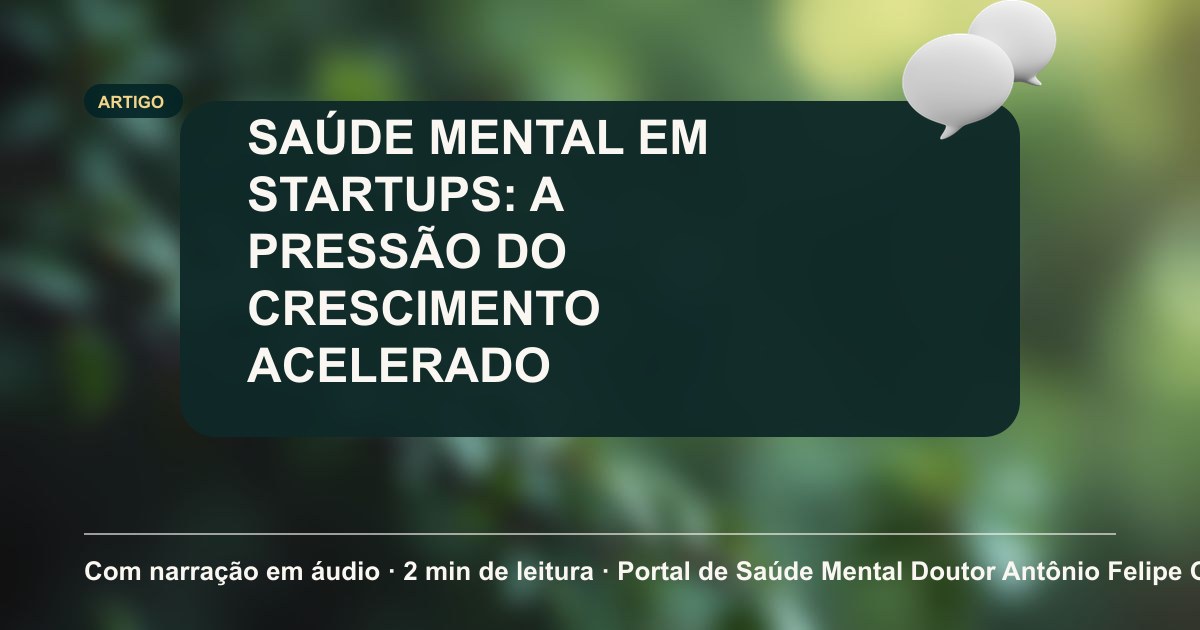 ARTIGO
SAÚDE MENTAL EM
STARTUPS: A
PRESSÃO DO
CRESCIMENTO
ACELERADO
Com narração em áudio · 2 min de leitura · Portal de Saúde Mental Doutor Antônio Felipe